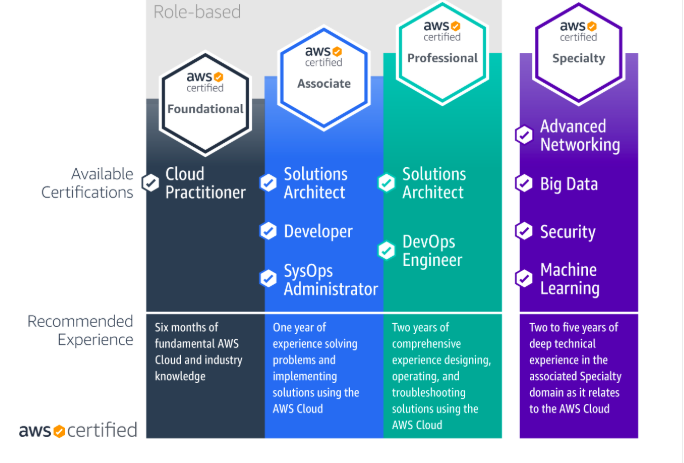 Role-based
aws
certified
Foundational
aws
certified
Associate
aws
certified
Professional
aws
certified
Specialty
Available
Certifications
Cloud
Practitioner
Solutions
Architect
Developer
SysOps
Administrator
Solutions
Architect
DevOps
Engineer
Advanced
Networking
Big Data
Security
Machine
Learning
Recommended
Experience
Six months of
fundamental AWS
Cloud and industry
knowledge
One year of
experience solving
problems and
implementing
solutions using the
AWS Cloud
Two years of
comprehensive
experience designing,
operating, and
troubleshooting
solutions using the
AWS Cloud
Two to five years of
deep technical
experience in the
associated Specialty
domain as it relates
to the AWS Cloud
aws certified